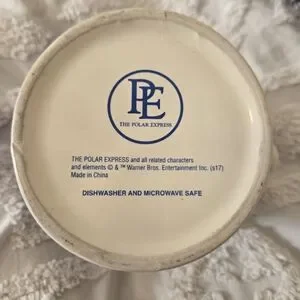 PE
THE POLAR EXPRESS
THE POLAR EXPRESS and all related characters
and elements © & ™ Warner Bros. Entertainment Inc. (s17)
Made in China
DISHWASHER AND MICROWAVE SAFE